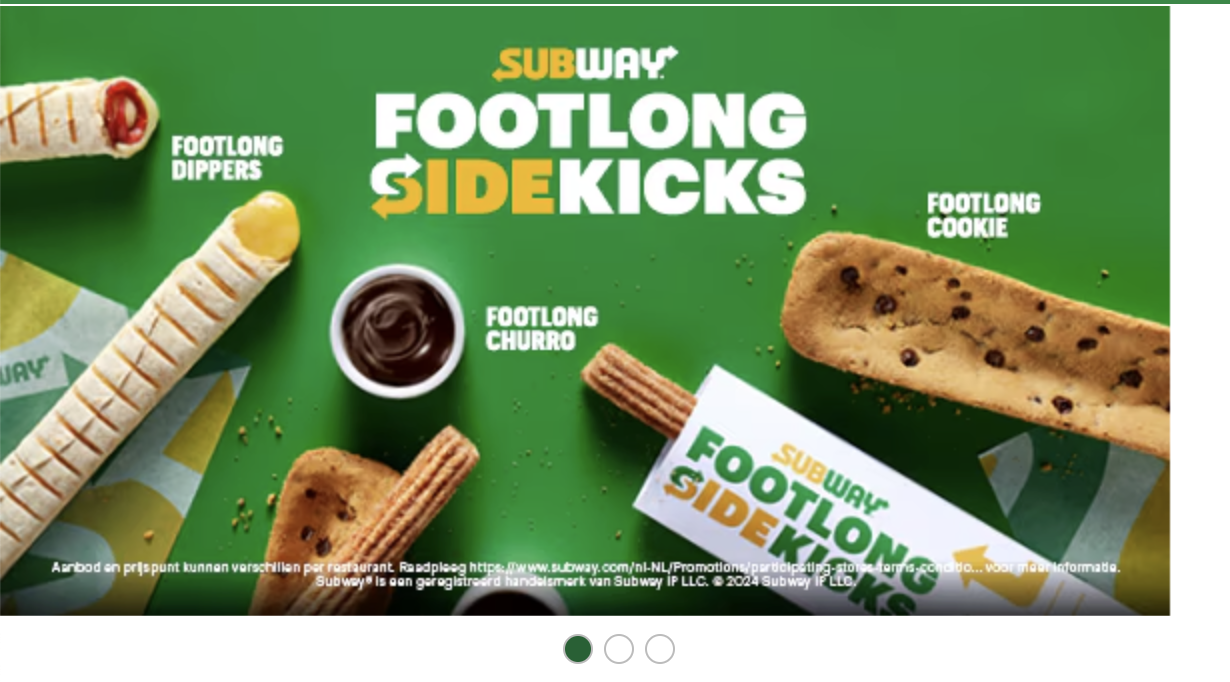 SUBWAY
FOOTLONG
SIDEKICKS
FOOTLONG
DIPPERS
FOOTLONG
COOKIE
FOOTLONG
CHURRO
WAY
SUBWAY
FOOTLONG
SIDEKICKS
Aanbod en prijspunt kunnen verschillen per restaurant. Raadpleeg https://www.subway.com/nl-NL/Promotions/participating-stores-terms-conditio... voor meer informatie.
Subway® is een geregistreerd handelsmerk van Subway IP LLC. © 2024 Subway IP LLC.